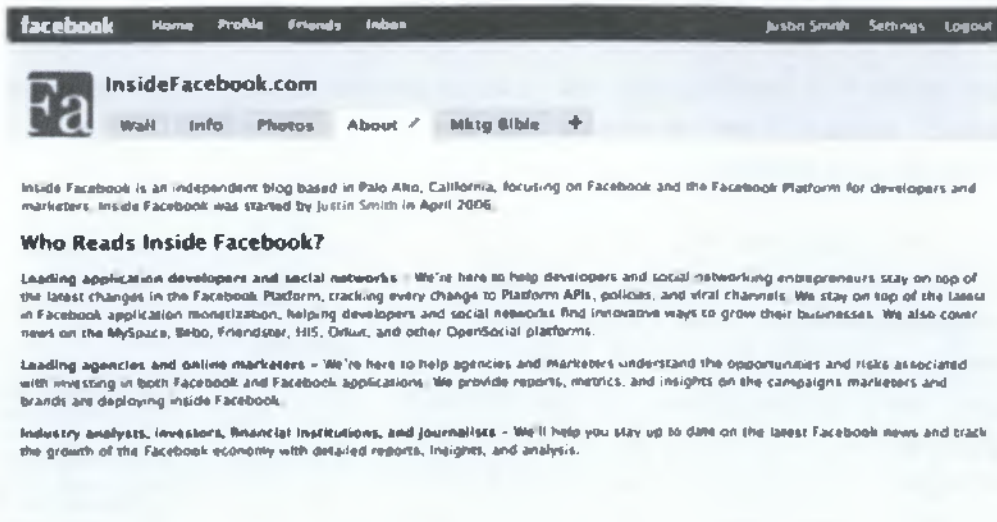 facebook Home Profile Friends Inbox Justin Smith Settings Logout
Fa
InsideFacebook.com
Wall Info Photos About Mktg Bible +
Inside Facebook is an independent blog based in Palo Alto, California, focusing on Facebook and the Facebook Platform for developers and
marketers. Inside Facebook was started by Justin Smith in April 2006.
Who Reads Inside Facebook?
Leading application developers and social networks - We're here to help developers and social networking entrepreneurs stay on top of
the latest changes in the Facebook Platform, tracking every change to Platform APIs, policies, and viral channels. We stay on top of the latest
in Facebook application monetization, helping developers and social networks find innovative ways to grow their businesses. We also cover
news on the MySpace, Bebo, Friendster, Hi5, Orkut, and other OpenSocial platforms.
Leading agencies and online marketers - We're here to help agencies and marketers understand the opportunities and risks associated
with investing in both Facebook and Facebook applications. We provide reports, metrics, and insights on the campaigns marketers and
brands are deploying inside Facebook.
Industry analysts, investors, financial institutions, and journalists - We'll help you stay up to date on the latest Facebook news and track
the growth of the Facebook economy with detailed reports, insights, and analysis.